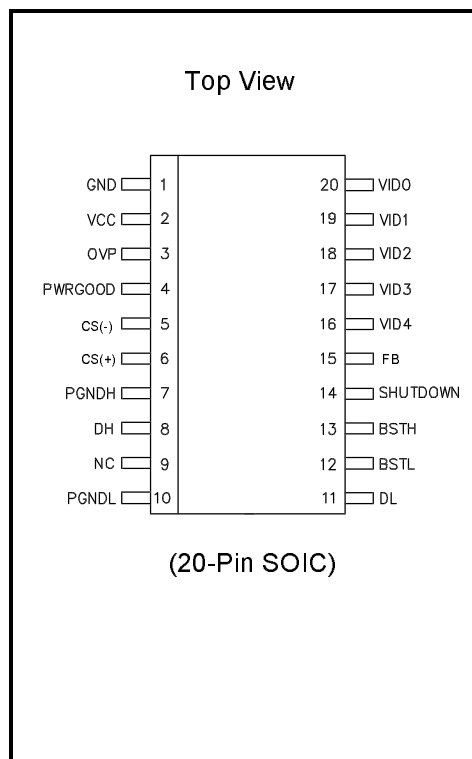 Top View
GND 1 20 VID0
VCC 2 19 VID1
OVP 3 18 VID2
PWRGOOD 4 17 VID3
CS(-) 5 16 VID4
CS(+) 6 15 FB
PGNDH 7 14 SHUTDOWN
DH 8 13 BSTH
NC 9 12 BSTL
PGNDL 10 11 DL
(20-Pin SOIC)